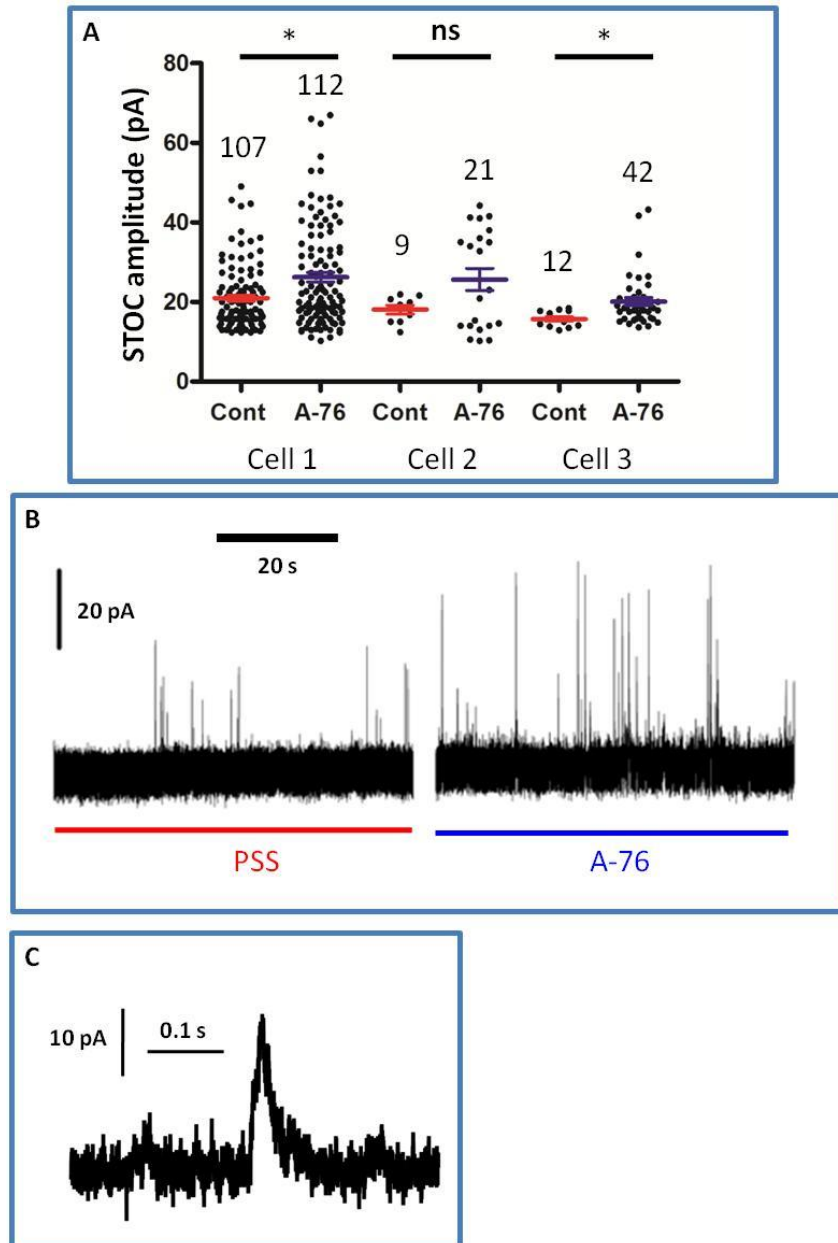 A
* ns *
80
60
40
20
0
STOC amplitude (pA)
107
112
9
21
12
42
Cont A-76 Cont A-76 Cont A-76
Cell 1 Cell 2 Cell 3
B
20 s
20 pA
PSS A-76
C
10 pA
0.1 s